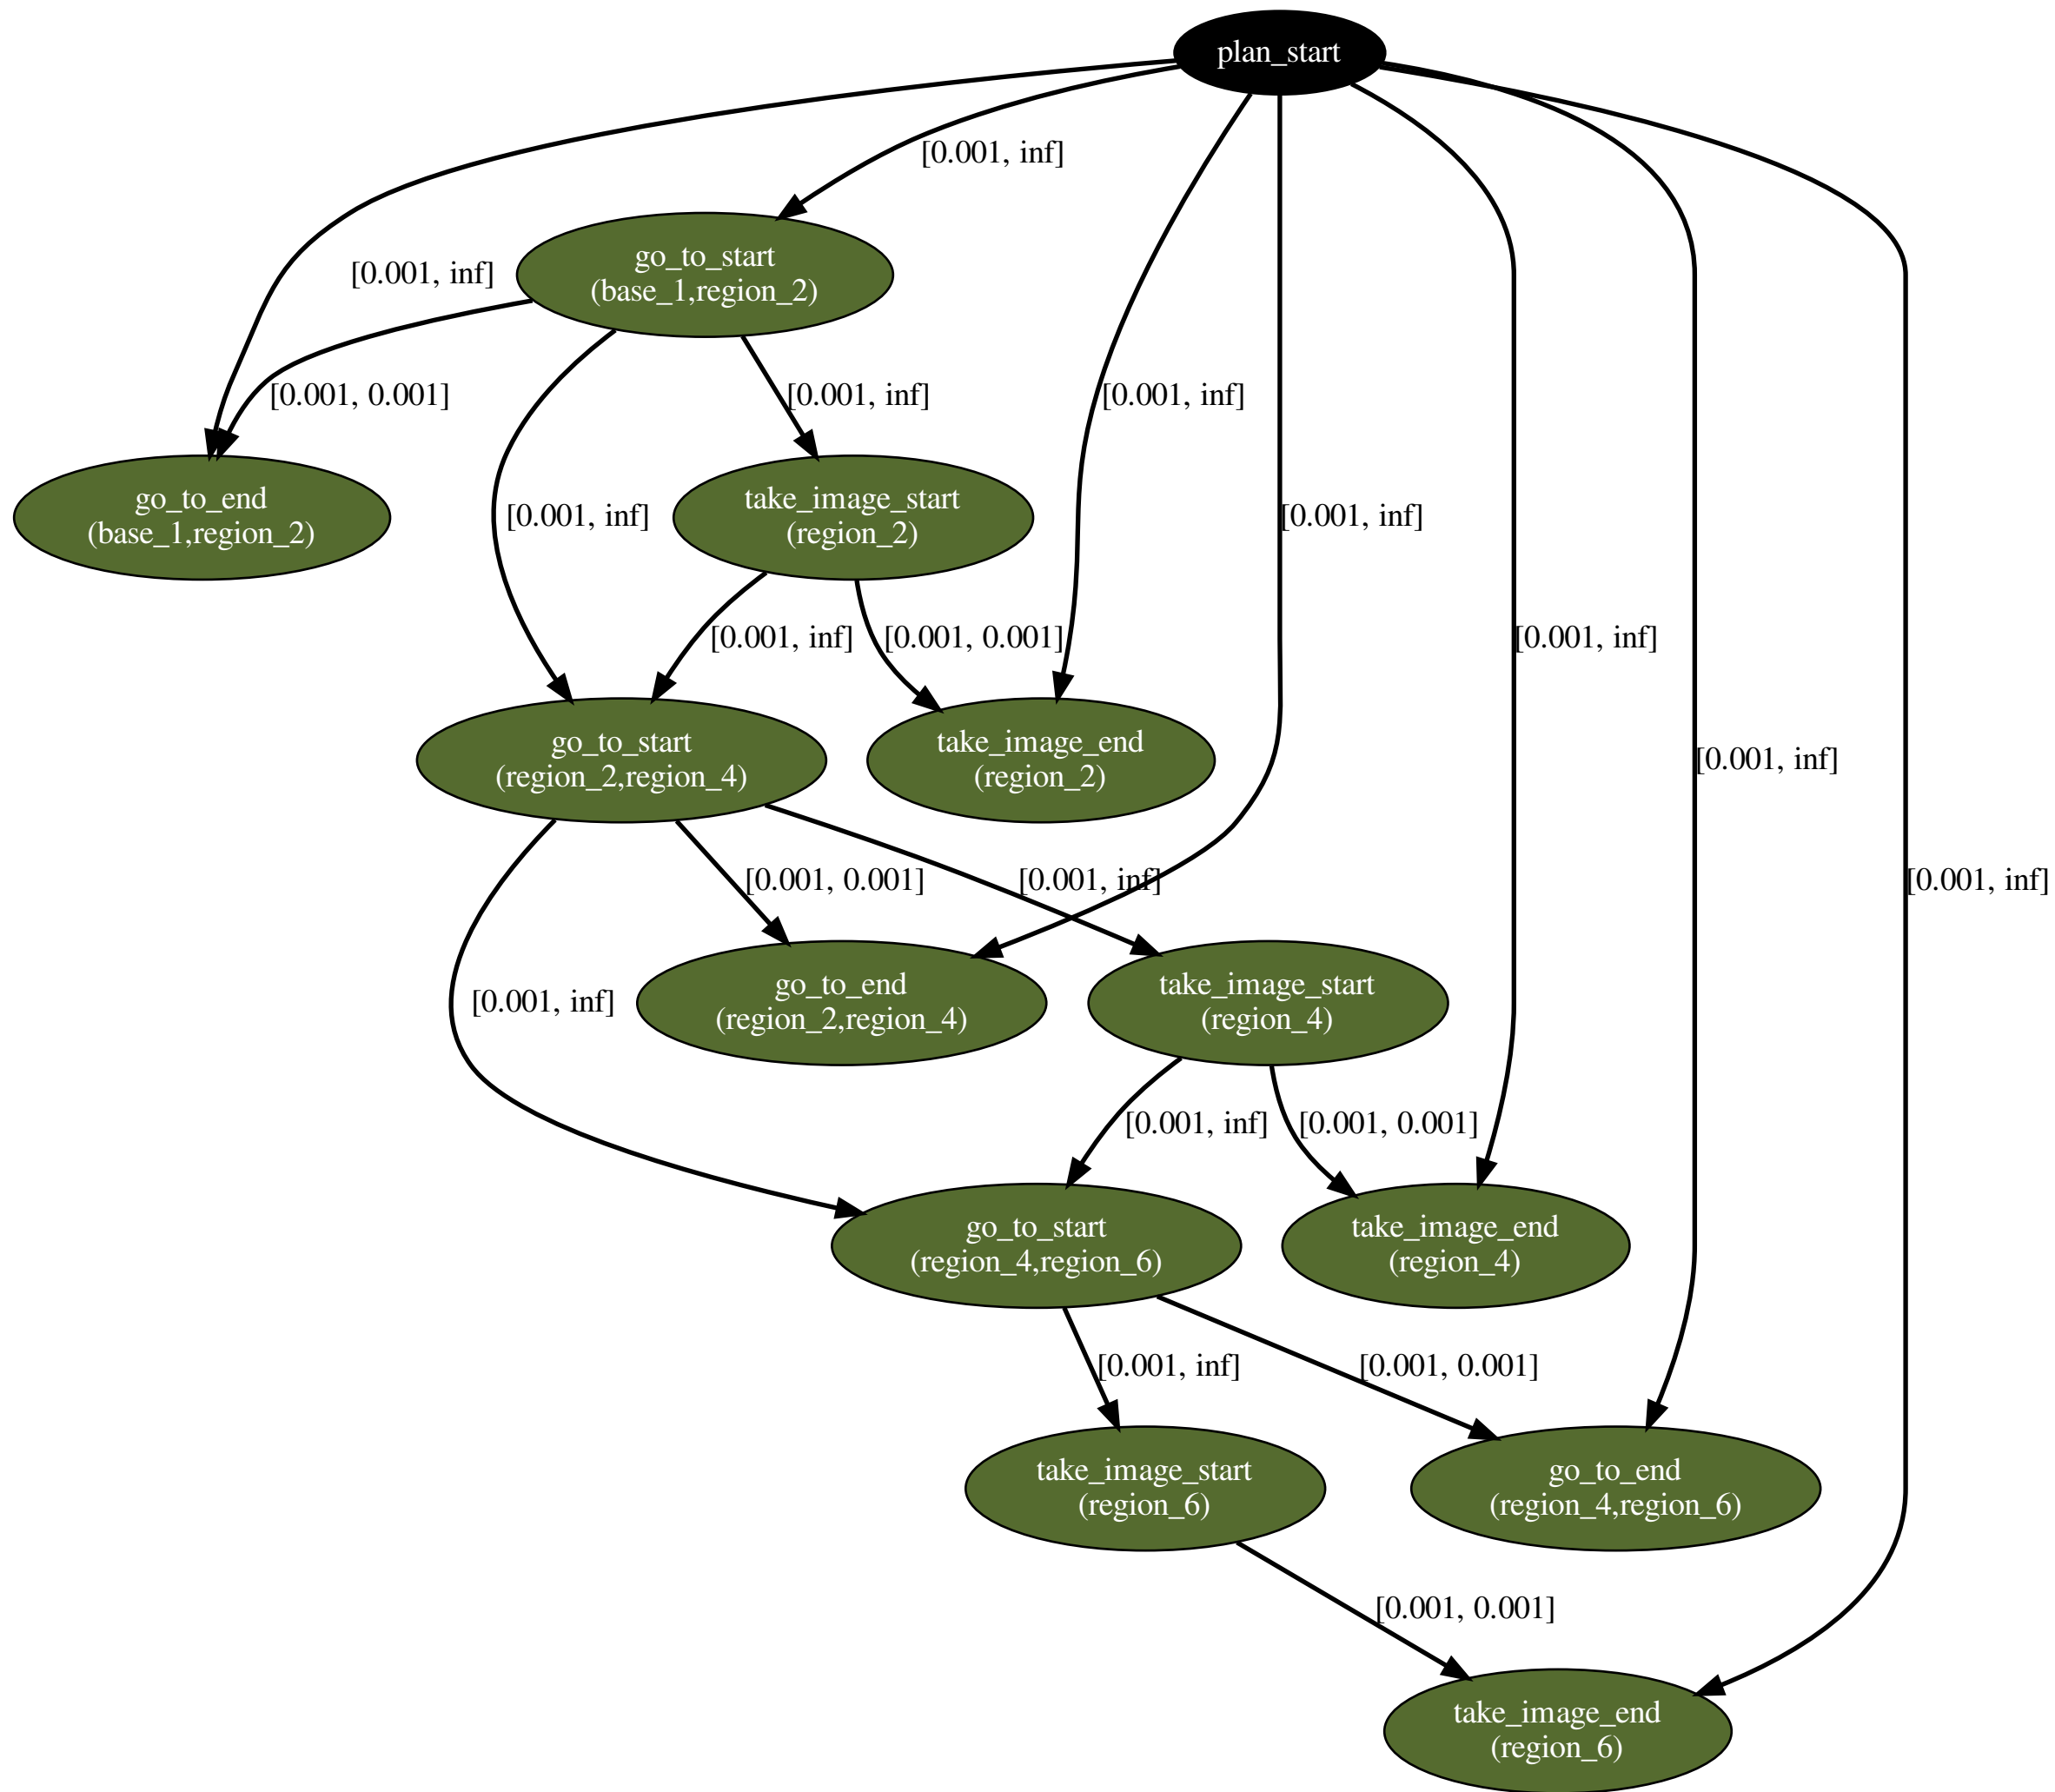 plan_start
[0.001, inf]
go_to_start
(base_1,region_2)
[0.001, inf]
[0.001, 0.001]
[0.001, inf]
[0.001, inf]
go_to_end
(base_1,region_2)
[0.001, inf]
take_image_start
(region_2)
[0.001, inf]
[0.001, inf]
[0.001, 0.001]
[0.001, inf]
go_to_start
(region_2,region_4)
take_image_end
(region_2)
[0.001, inf]
[0.001, 0.001]
[0.001, inf]
[0.001, inf]
[0.001, inf]
go_to_end
(region_2,region_4)
take_image_start
(region_4)
[0.001, inf]
[0.001, 0.001]
go_to_start
(region_4,region_6)
take_image_end
(region_4)
[0.001, inf]
[0.001, 0.001]
take_image_start
(region_6)
go_to_end
(region_4,region_6)
[0.001, 0.001]
take_image_end
(region_6)